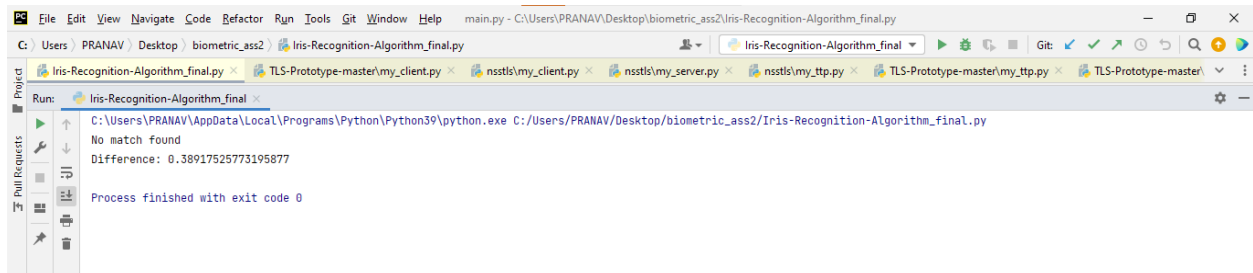 PC File Edit View Navigate Code Refactor Run Tools Git Window Help main.py - C:\Users\PRANAV\Desktop\biometric_ass2\Iris-Recognition-Algorithm_final.py
C: Users PRANAV Desktop biometric_ass2 Iris-Recognition-Algorithm_final.py Iris-Recognition-Algorithm_final Git:
Project Iris-Recognition-Algorithm_final.py TLS-Prototype-master\my_client.py nsstls\my_client.py nsstls\my_server.py nsstls\my_ttp.py TLS-Prototype-master\my_ttp.py TLS-Prototype-master\
Run: Iris-Recognition-Algorithm_final
C:\Users\PRANAV\AppData\Local\Programs\Python\Python39\python.exe C:/Users/PRANAV/Desktop/biometric_ass2/Iris-Recognition-Algorithm_final.py
No match found
Difference: 0.38917525773195877
Pull Requests
Process finished with exit code 0